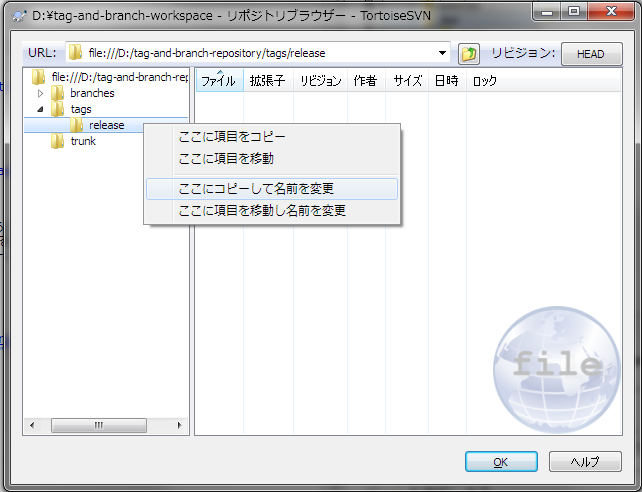 D:¥tag-and-branch-workspace - リポジトリブラウザー - TortoiseSVN
URL: file:///D:/tag-and-branch-repository/tags/release リビジョン: HEAD
file:///D:/tag-and-branch-rep
branches
tags
release
trunk
ファイル 拡張子 リビジョン 作者 サイズ 日時 ロック
ここに項目をコピー
ここに項目を移動
ここにコピーして名前を変更
ここに項目を移動し名前を変更
file
OK ヘルプ